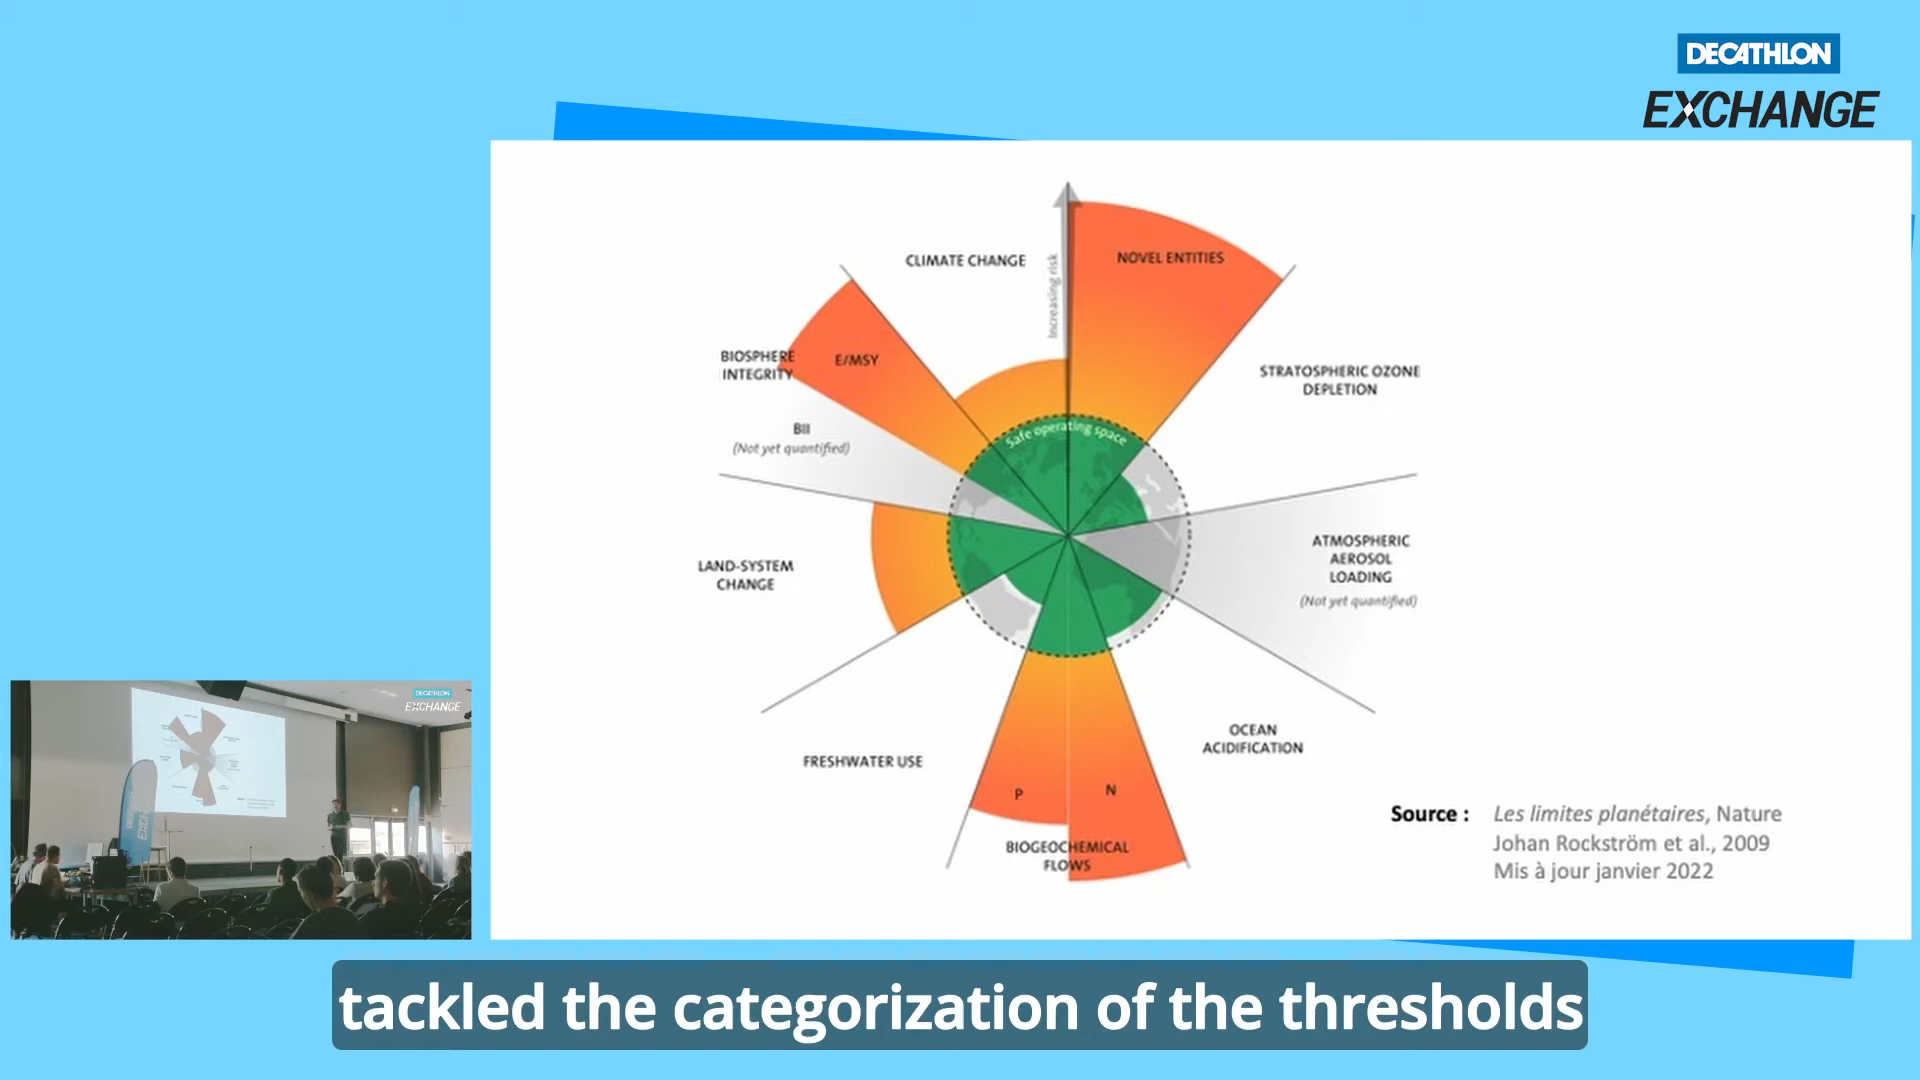 DECATHLON
EXCHANGE
CLIMATE CHANGE
Increasing risk
NOVEL ENTITIES
BIOSPHERE
INTEGRITY
E/MSY
STRATOSPHERIC OZONE
DEPLETION
BII
(Not yet quantified)
Safe operating space
ATMOSPHERIC
AEROSOL
LOADING
(Not yet quantified)
LAND-SYSTEM
CHANGE
OCEAN
ACIDIFICATION
FRESHWATER USE
P
N
BIOGEOCHEMICAL
FLOWS
Source : Les limites planétaires, Nature
Johan Rockström et al., 2009
Mis à jour janvier 2022
DECATHLON
EXCHANGE
tackled the categorization of the thresholds